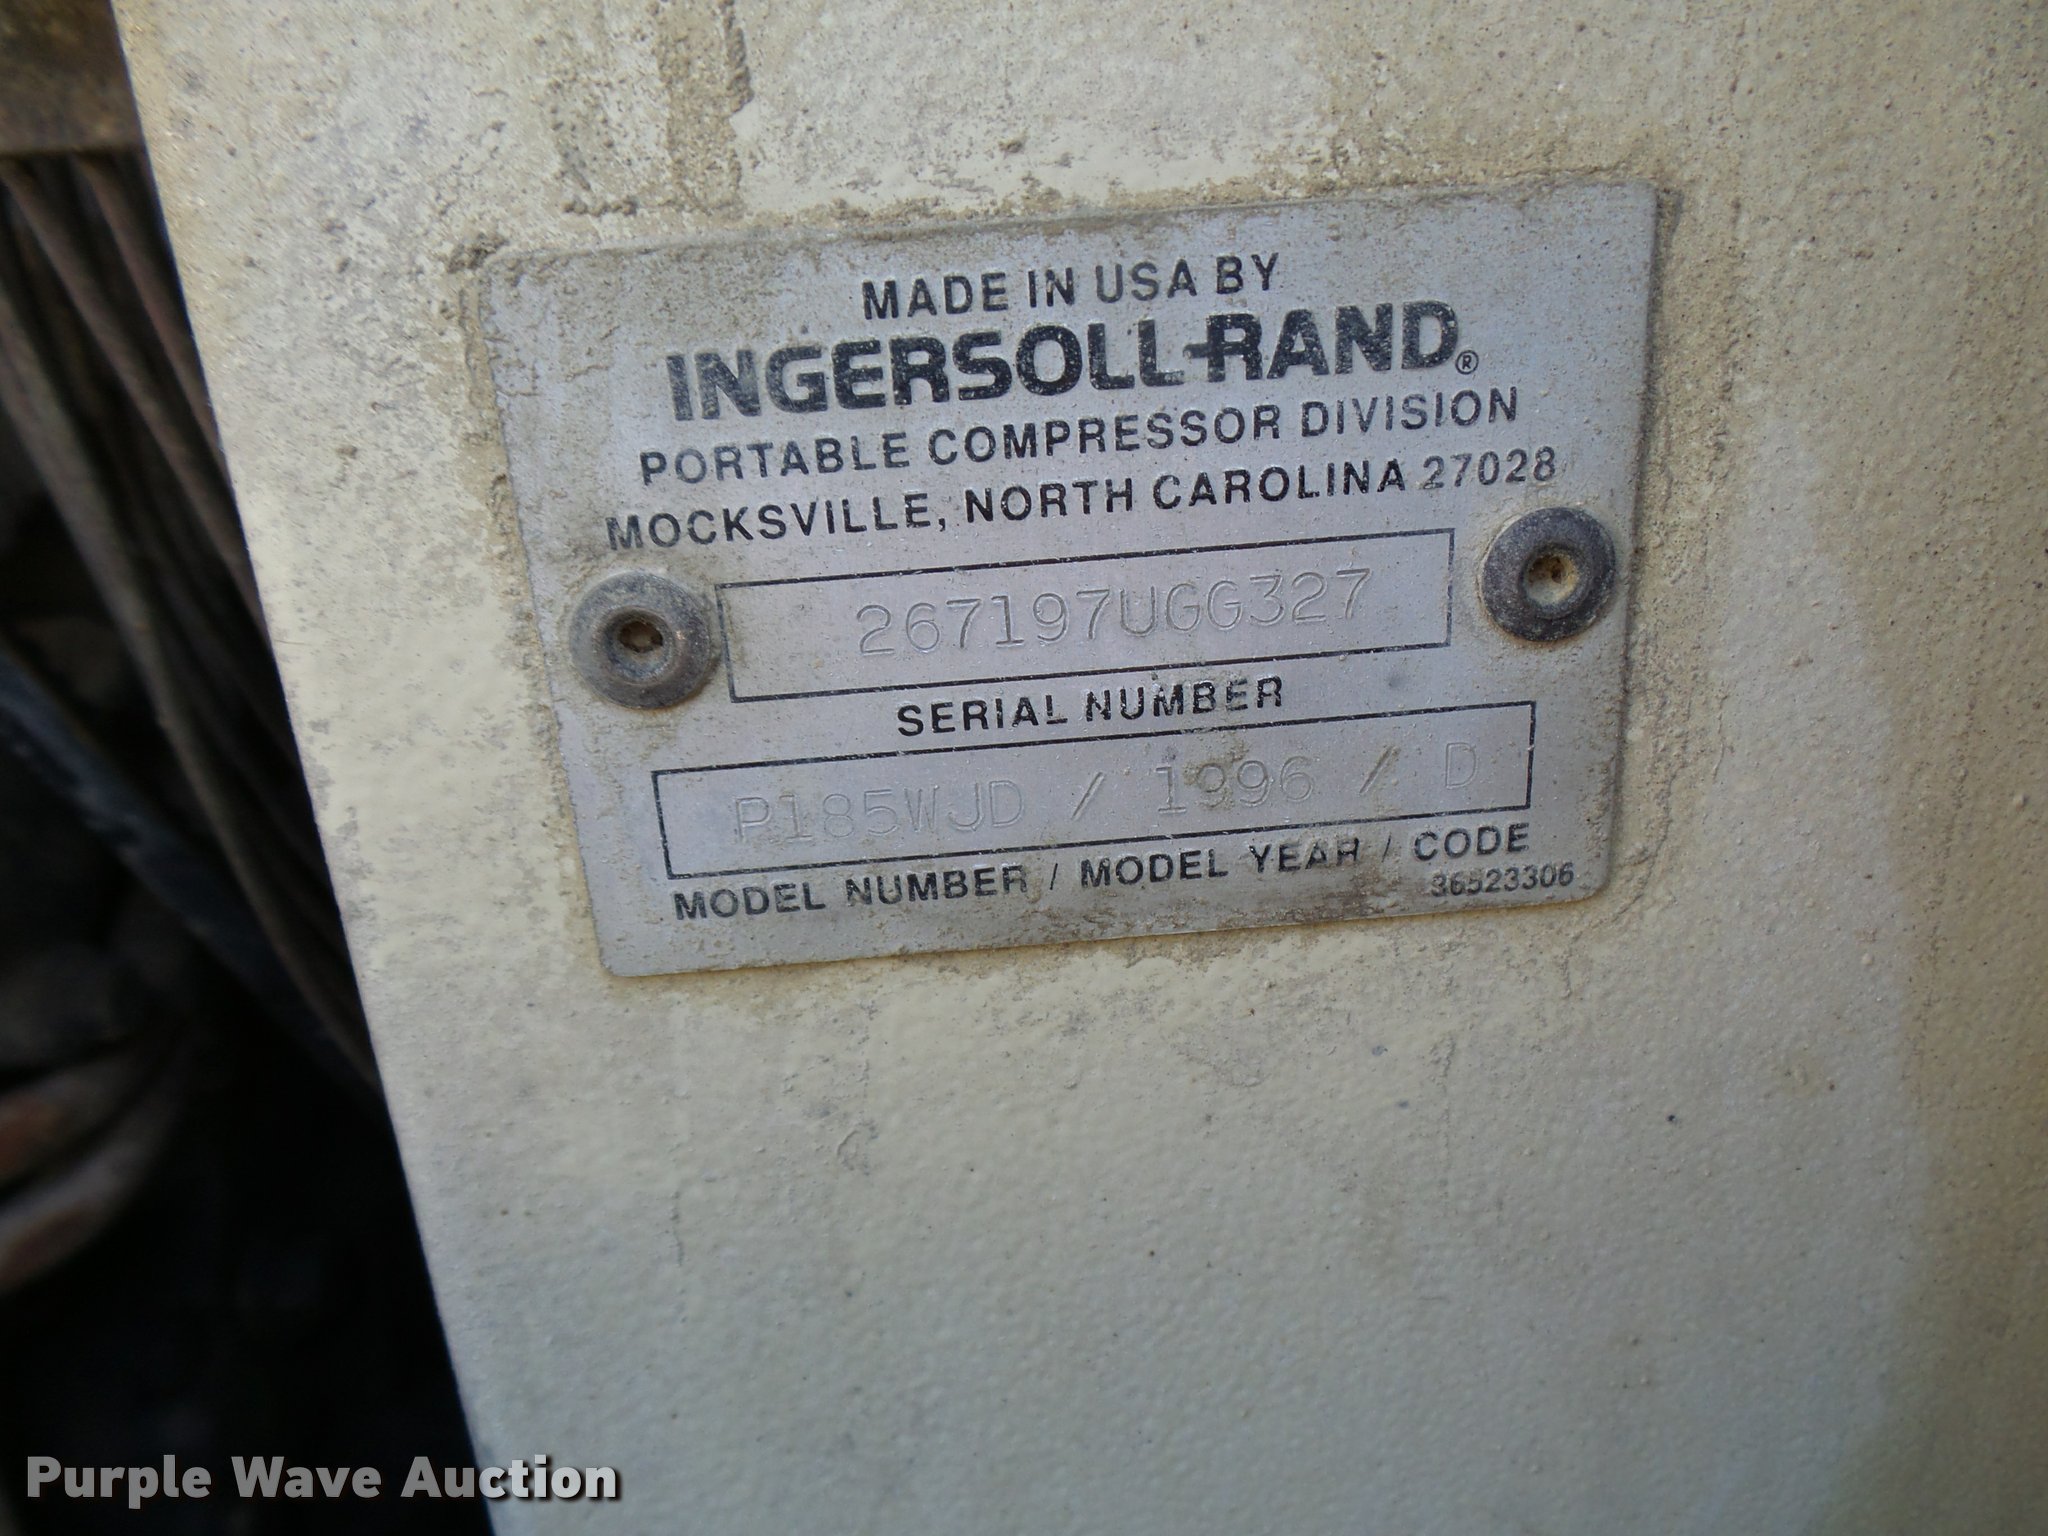 MADE IN USA BY
INGERSOLL-RAND®
PORTABLE COMPRESSOR DIVISION
MOCKSVILLE, NORTH CAROLINA 27028
267197UGG327
SERIAL NUMBER
P185WJD / 1996 / D
MODEL NUMBER / MODEL YEAR / CODE
36523306
Purple Wave Auction